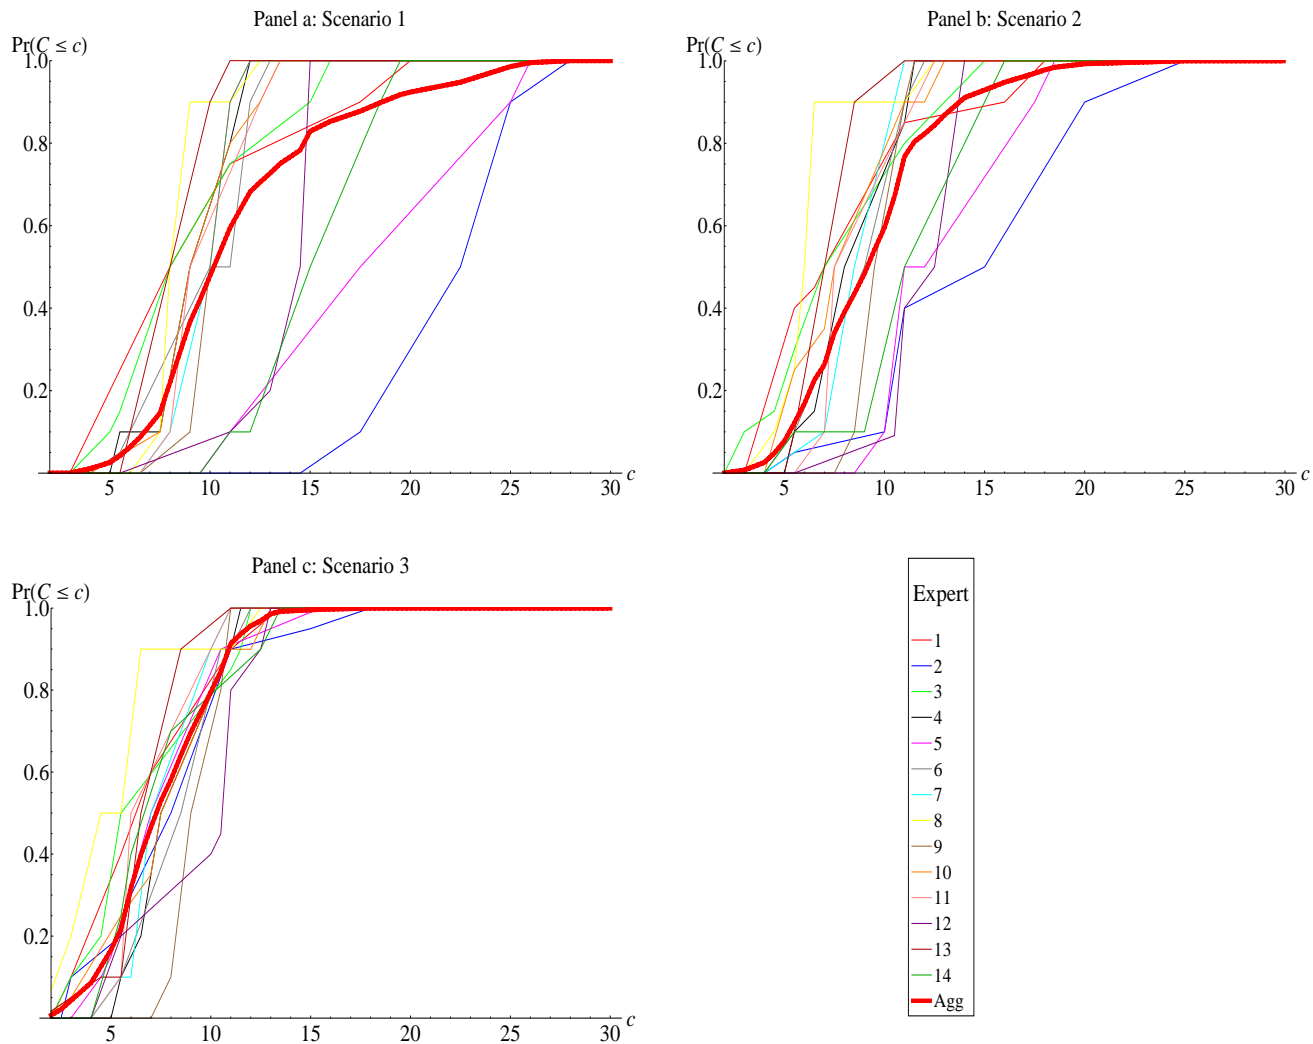 Panel a: Scenario 1
Pr(C ≤ c)
1.0
0.8
0.6
0.4
0.2
5 10 15 20 25 30 c
Panel b: Scenario 2
Pr(C ≤ c)
1.0
0.8
0.6
0.4
0.2
5 10 15 20 25 30 c
Panel c: Scenario 3
Pr(C ≤ c)
1.0
0.8
0.6
0.4
0.2
5 10 15 20 25 30 c
Expert
1
2
3
4
5
6
7
8
9
10
11
12
13
14
Agg